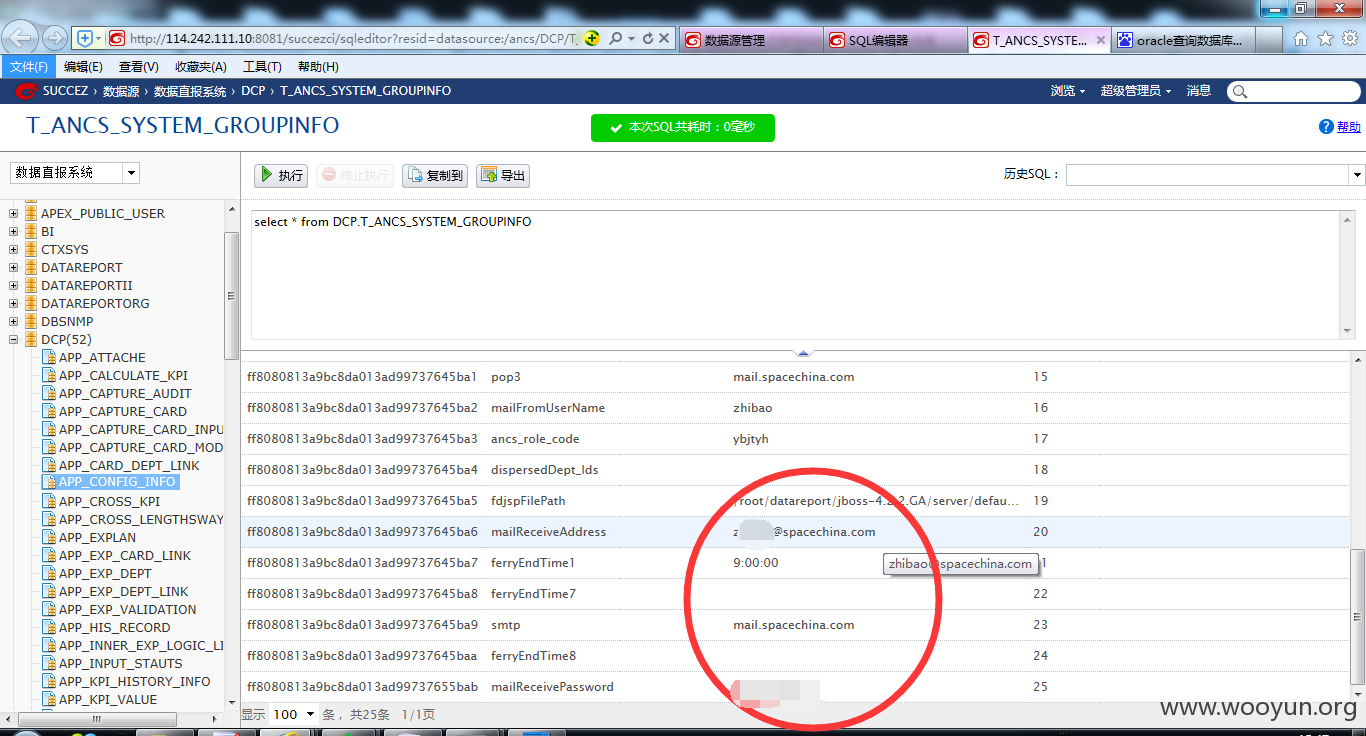 http://114.242.111.10:8081/succezci/sqleditor?resid=datasource:/ancs/DCP/T_
数据源管理
SQL编辑器
T_ANCS_SYSTE...
oracle查询数据库...
文件(F) 编辑(E) 查看(V) 收藏夹(A) 工具(T) 帮助(H)
SUCCEZ › 数据源 › 数据直报系统 › DCP › T_ANCS_SYSTEM_GROUPINFO
浏览 超级管理员 消息
T_ANCS_SYSTEM_GROUPINFO
本次SQL共耗时：0毫秒
帮助
数据直报系统
执行 终止执行 复制到 导出
历史SQL：
select * from DCP.T_ANCS_SYSTEM_GROUPINFO
APEX_PUBLIC_USER
BI
CTXSYS
DATAREPORT
DATAREPORTII
DATAREPORTORG
DBSNMP
DCP(52)
APP_ATTACHE
APP_CALCULATE_KPI
APP_CAPTURE_AUDIT
APP_CAPTURE_CARD
APP_CAPTURE_CARD_INPU
APP_CAPTURE_CARD_MOD
APP_CARD_DEPT_LINK
APP_CONFIG_INFO
APP_CROSS_KPI
APP_CROSS_LENGTHSWAY
APP_EXPLAN
APP_EXP_CARD_LINK
APP_EXP_DEPT
APP_EXP_DEPT_LINK
APP_EXP_VALIDATION
APP_HIS_RECORD
APP_INNER_EXP_LOGIC_LI
APP_INPUT_STAUTS
APP_KPI_HISTORY_INFO
APP_KPI_VALUE
ff8080813a9bc8da013ad99737645ba1 pop3 mail.spacechina.com 15
ff8080813a9bc8da013ad99737645ba2 mailFromUserName zhibao 16
ff8080813a9bc8da013ad99737645ba3 ancs_role_code ybjtyh 17
ff8080813a9bc8da013ad99737645ba4 dispersedDept_Ids 18
ff8080813a9bc8da013ad99737645ba5 fdjspFilePath /root/datareport/jboss-4.2.2.GA/server/defau... 19
ff8080813a9bc8da013ad99737645ba6 mailReceiveAddress z @spacechina.com 20
ff8080813a9bc8da013ad99737645ba7 ferryEndTime1 9:00:00 1
zhibao@spacechina.com
ff8080813a9bc8da013ad99737645ba8 ferryEndTime7 22
ff8080813a9bc8da013ad99737645ba9 smtp mail.spacechina.com 23
ff8080813a9bc8da013ad99737645baa ferryEndTime8 24
ff8080813a9bc8da013ad99737655bab mailReceivePassword 25
显示 100 条，共25条 1/1页
www.wooyun.org